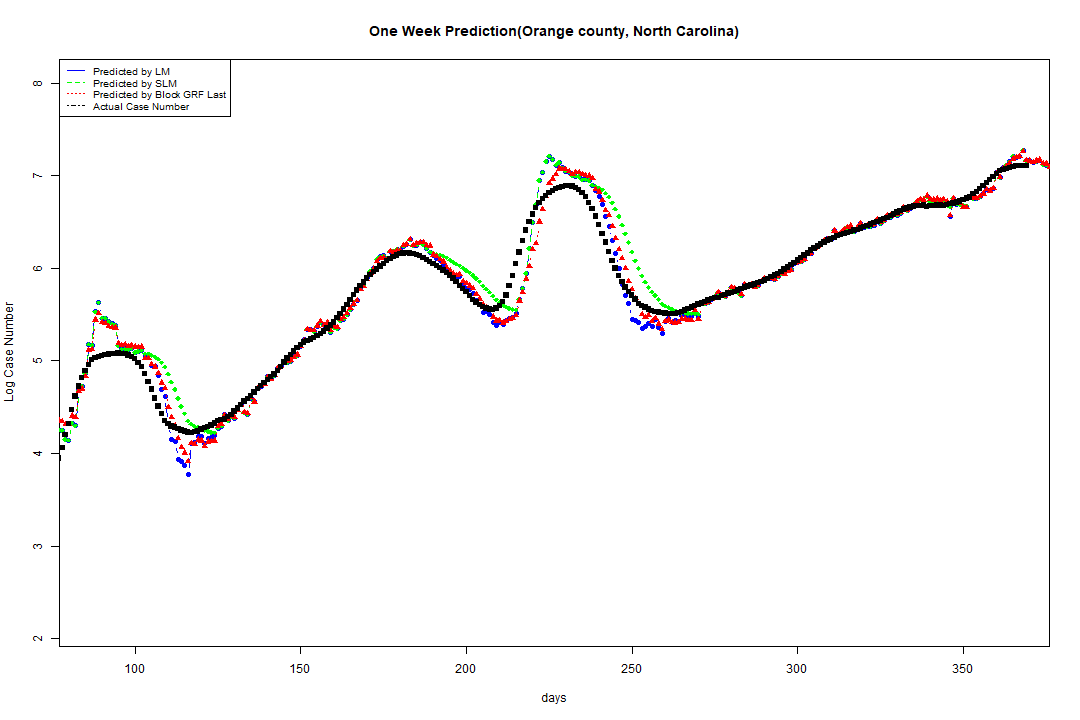 One Week Prediction(Orange county, North Carolina)
Predicted by LM
Predicted by SLM
Predicted by Block GRF Last
Actual Case Number
Log Case Number
8
7
6
5
4
3
2
100 150 200 250 300 350
days